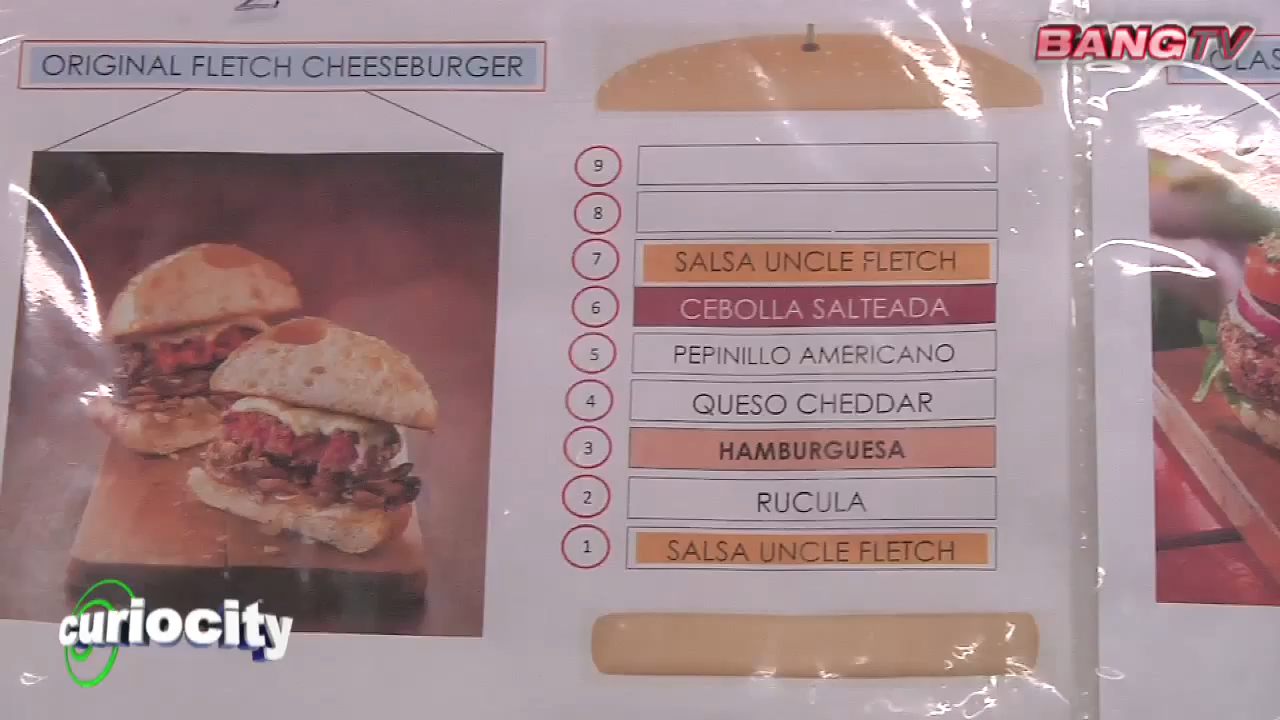 BANGTV
ORIGINAL FLETCH CHEESEBURGER
9
8
7 SALSA UNCLE FLETCH
6 CEBOLLA SALTEADA
5 PEPINILLO AMERICANO
4 QUESO CHEDDAR
3 HAMBURGUESA
2 RUCULA
1 SALSA UNCLE FLETCH
curiocity